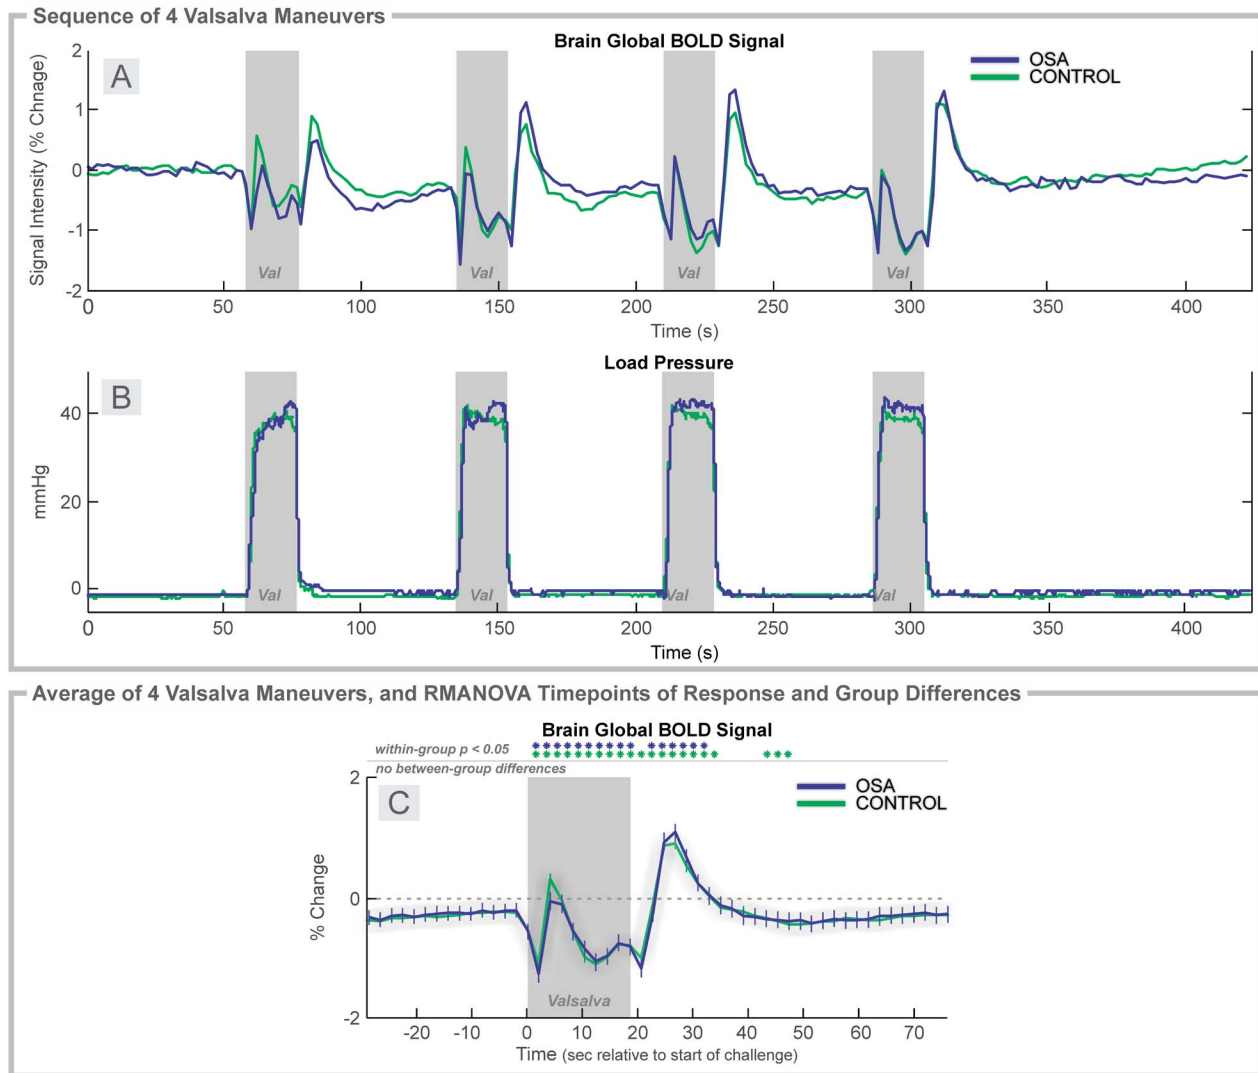 Sequence of 4 Valsalva Maneuvers
Brain Global BOLD Signal
A
OSA
CONTROL
Signal Intensity (% Chnage)
2
1
0
-1
-2
Val
Val
Val
Val
0 50 100 150 200 250 300 350 400
Time (s)
Load Pressure
B
mmHg
40
20
0
Val
Val
Val
Val
0 50 100 150 200 250 300 350 400
Time (s)
Average of 4 Valsalva Maneuvers, and RMANOVA Timepoints of Response and Group Differences
Brain Global BOLD Signal
within-group p < 0.05
no between-group differences
C
OSA
CONTROL
% Change
2
0
-2
Valsalva
-20 -10 0 10 20 30 40 50 60 70
Time (sec relative to start of challenge)